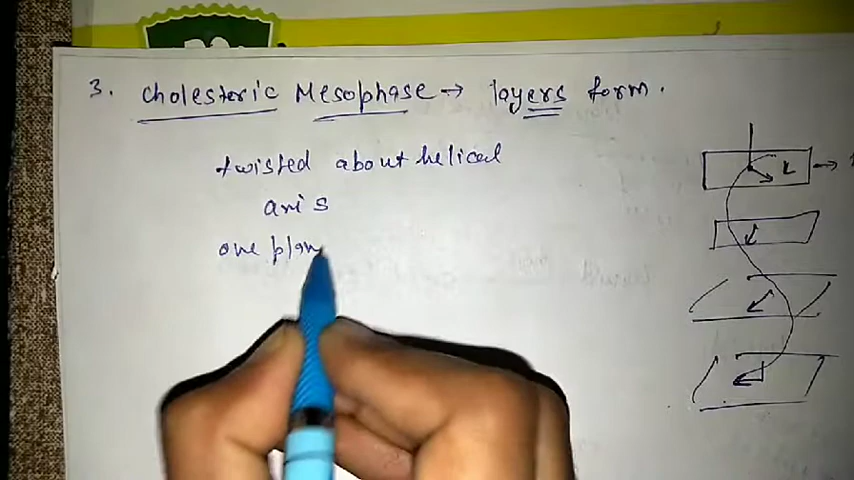 3. Cholesteric Mesophase → layers form.
twisted about helical
axis
one plan